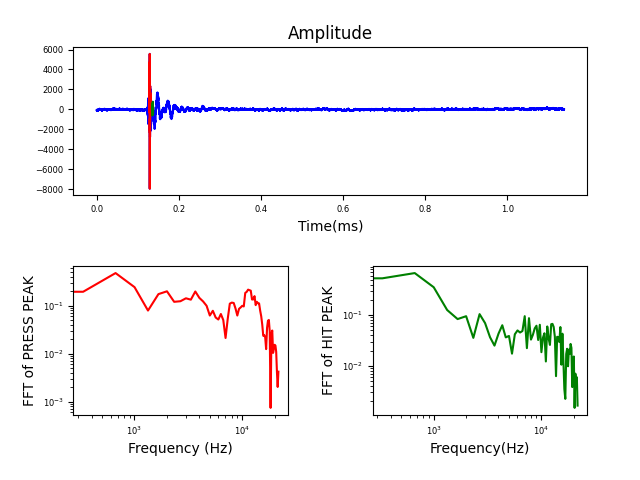 Amplitude
6000
4000
2000
0
−2000
−4000
−6000
−8000
0.0 0.2 0.4 0.6 0.8 1.0
Time(ms)
FFT of PRESS PEAK
10⁻¹
10⁻²
10⁻³
10³ 10⁴
Frequency (Hz)
FFT of HIT PEAK
10⁻¹
10⁻²
10³ 10⁴
Frequency(Hz)